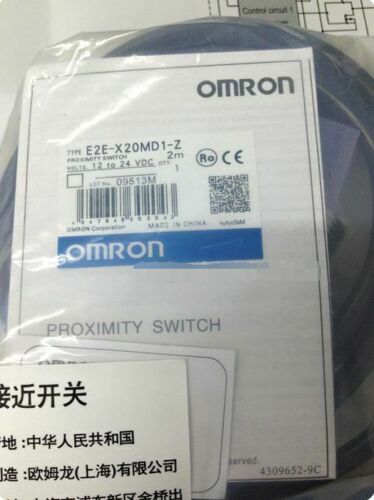 Control circuit 1
OMRON
TYPE E2E-X20MD1-Z
PROXIMITY SWITCH 2m
VOLTS. 12 to 24 VDC QTY. 1
LOT No. 09513M
OMRON Corporation MADE IN CHINA
OMRON
PROXIMITY SWITCH
接近开关
地:中华人民共和国
造:欧姆龙(上海)有限公司
4309652-9C